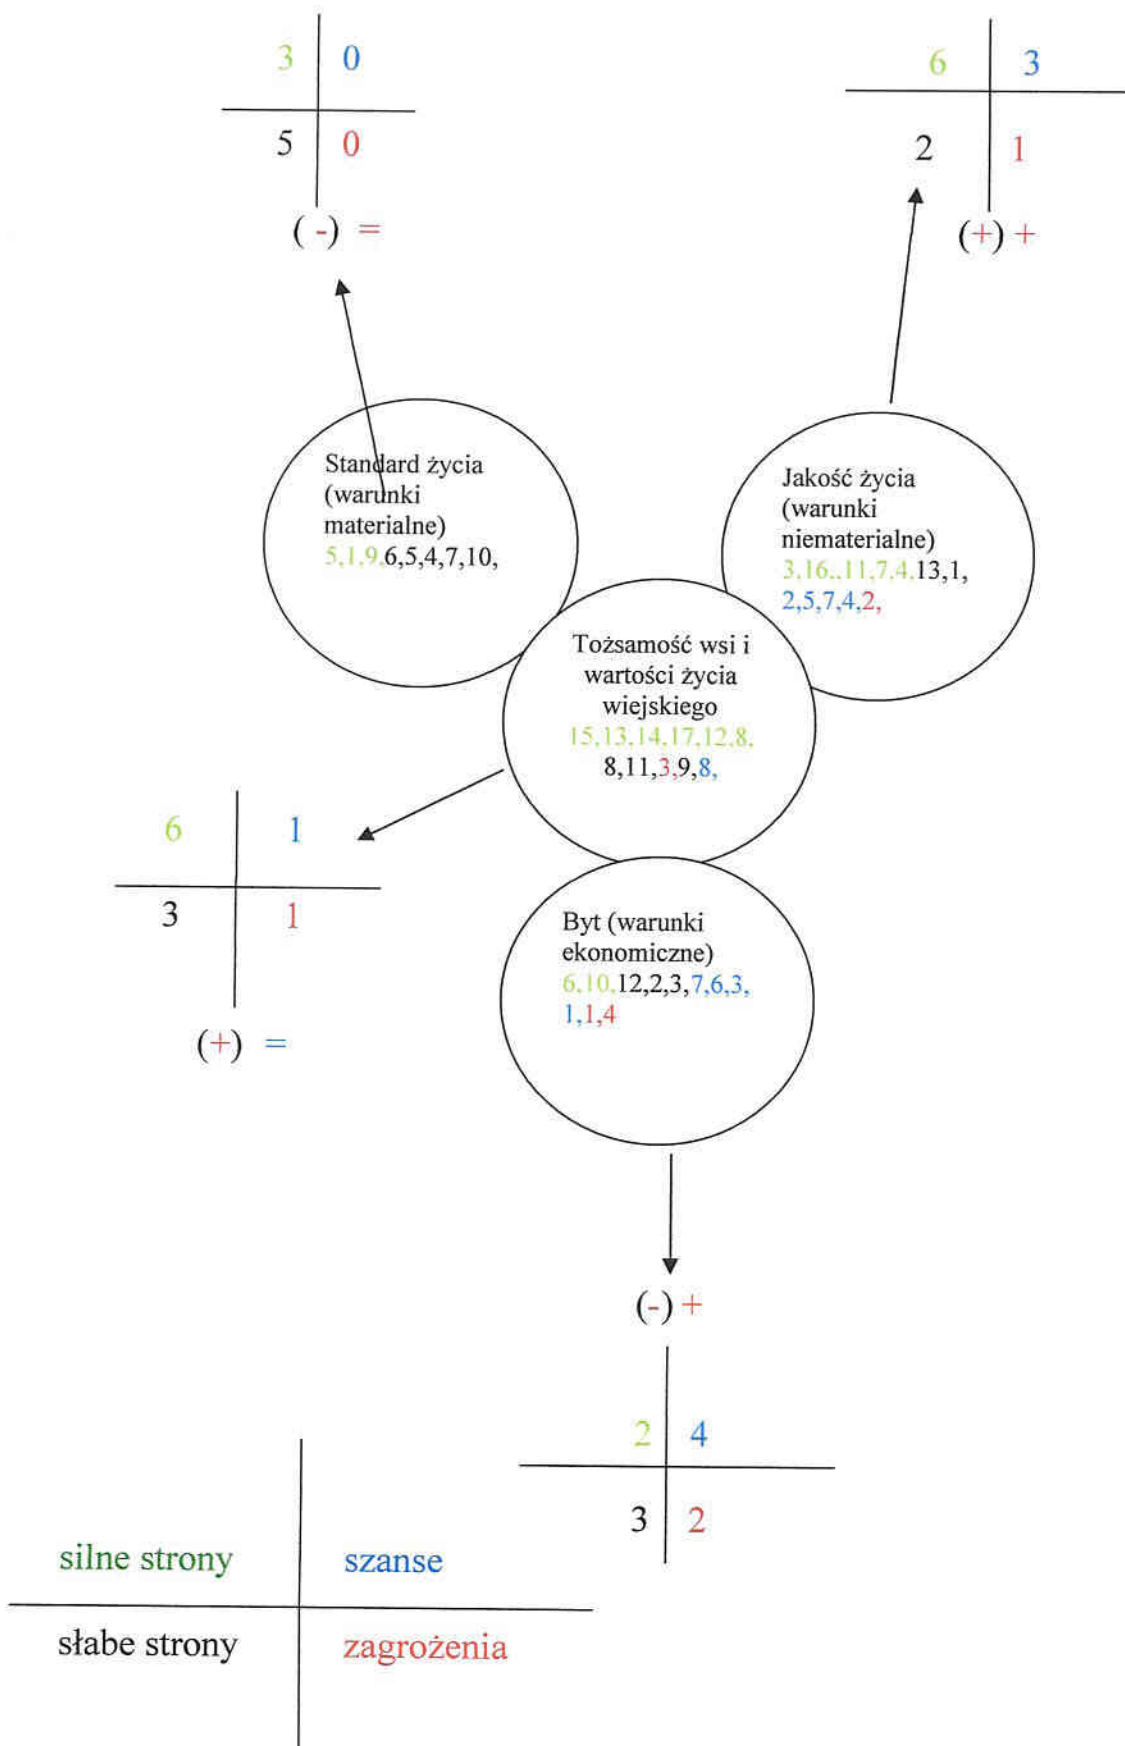 3 0
5 0
( -) =
6 3
2 1
(+) +
Standard życia
(warunki
materialne)
5,1,9,6,5,4,7,10,
Jakość życia
(warunki
niematerialne)
3,16,,11,7,4,13,1,
2,5,7,4,2,
Tożsamość wsi i
wartości życia
wiejskiego
15,13,14,17,12,8,
8,11,3,9,8,
6 1
3 1
(+) =
Byt (warunki
ekonomiczne)
6,10,12,2,3,7,6,3,
1,1,4
(-) +
2 4
3 2
silne strony szanse
słabe strony zagrożenia